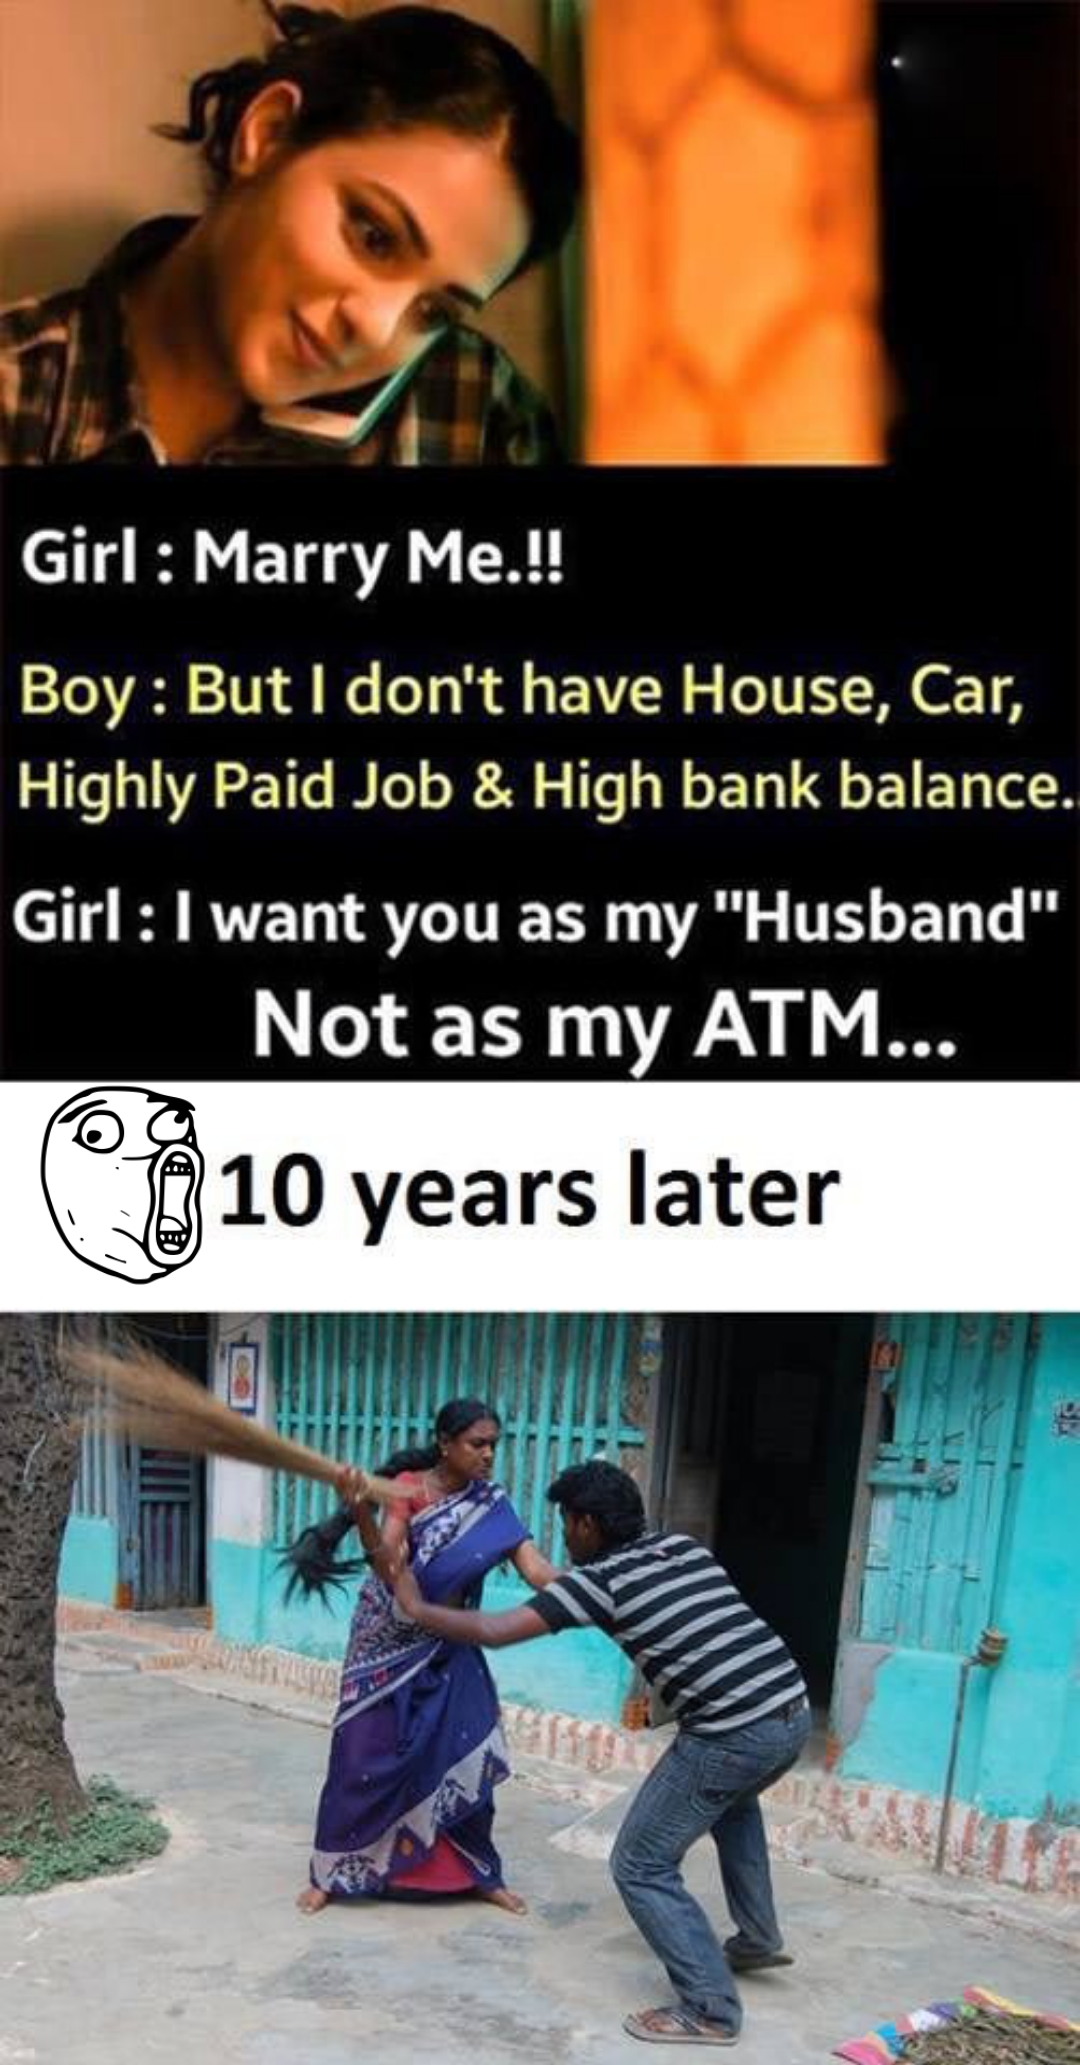 Girl : Marry Me.!!
Boy : But I don't have House, Car,
Highly Paid Job & High bank balance..
Girl : I want you as my "Husband"
Not as my ATM...
10 years later